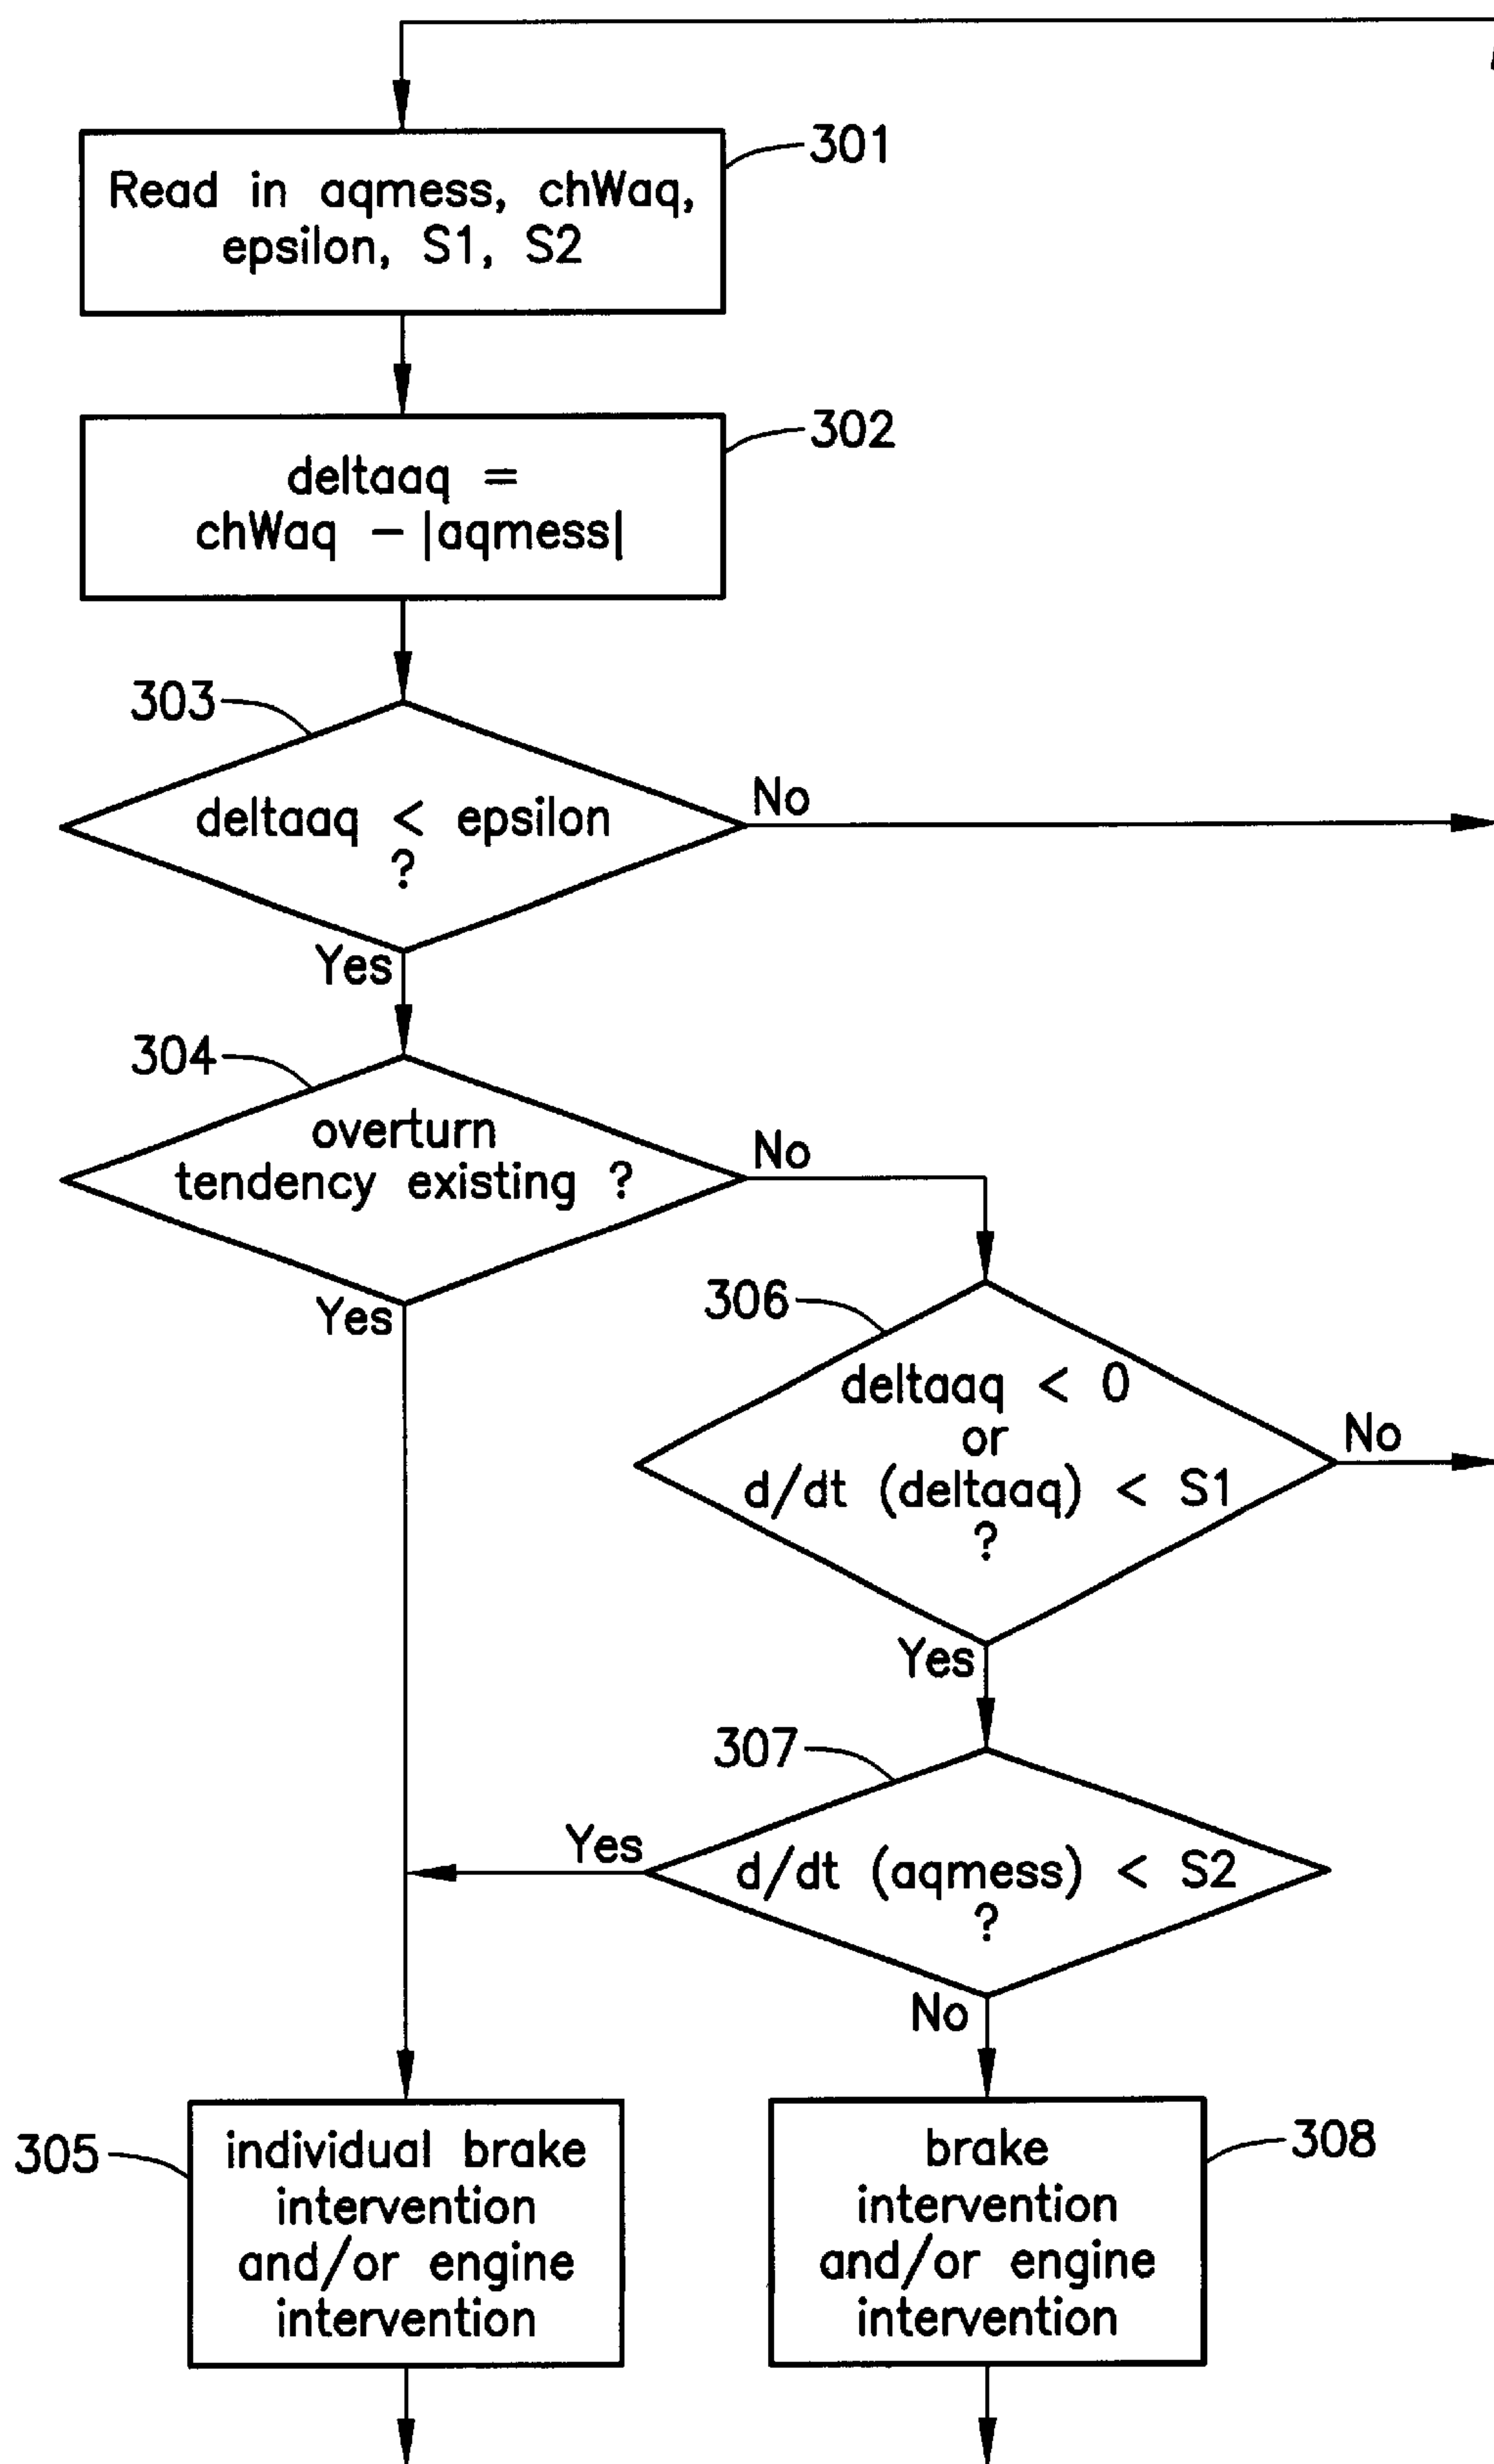 301
Read in aqmess, chWaq,
epsilon, S1, S2
302
deltaaq =
chWaq - |aqmess|
303
deltaaq < epsilon
?
No
Yes
304
overturn
tendency existing ?
No
Yes
306
deltaaq < 0
or
d/dt (deltaaq) < S1
?
No
Yes
307
Yes
d/dt (aqmess) < S2
?
No
305
individual brake
intervention
and/or engine
intervention
brake
intervention
and/or engine
intervention
308